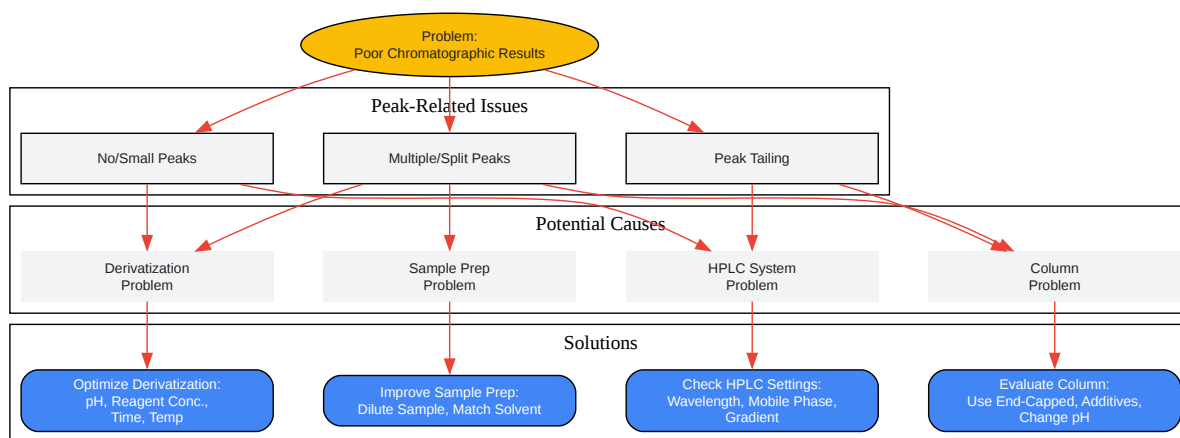 Problem:
Poor Chromatographic Results
Peak-Related Issues
No/Small Peaks
Multiple/Split Peaks
Peak Tailing
Potential Causes
Derivatization
Problem
Sample Prep
Problem
HPLC System
Problem
Column
Problem
Solutions
Optimize Derivatization:
pH, Reagent Conc.,
Time, Temp
Improve Sample Prep:
Dilute Sample, Match Solvent
Check HPLC Settings:
Wavelength, Mobile Phase,
Gradient
Evaluate Column:
Use End-Capped, Additives,
Change pH